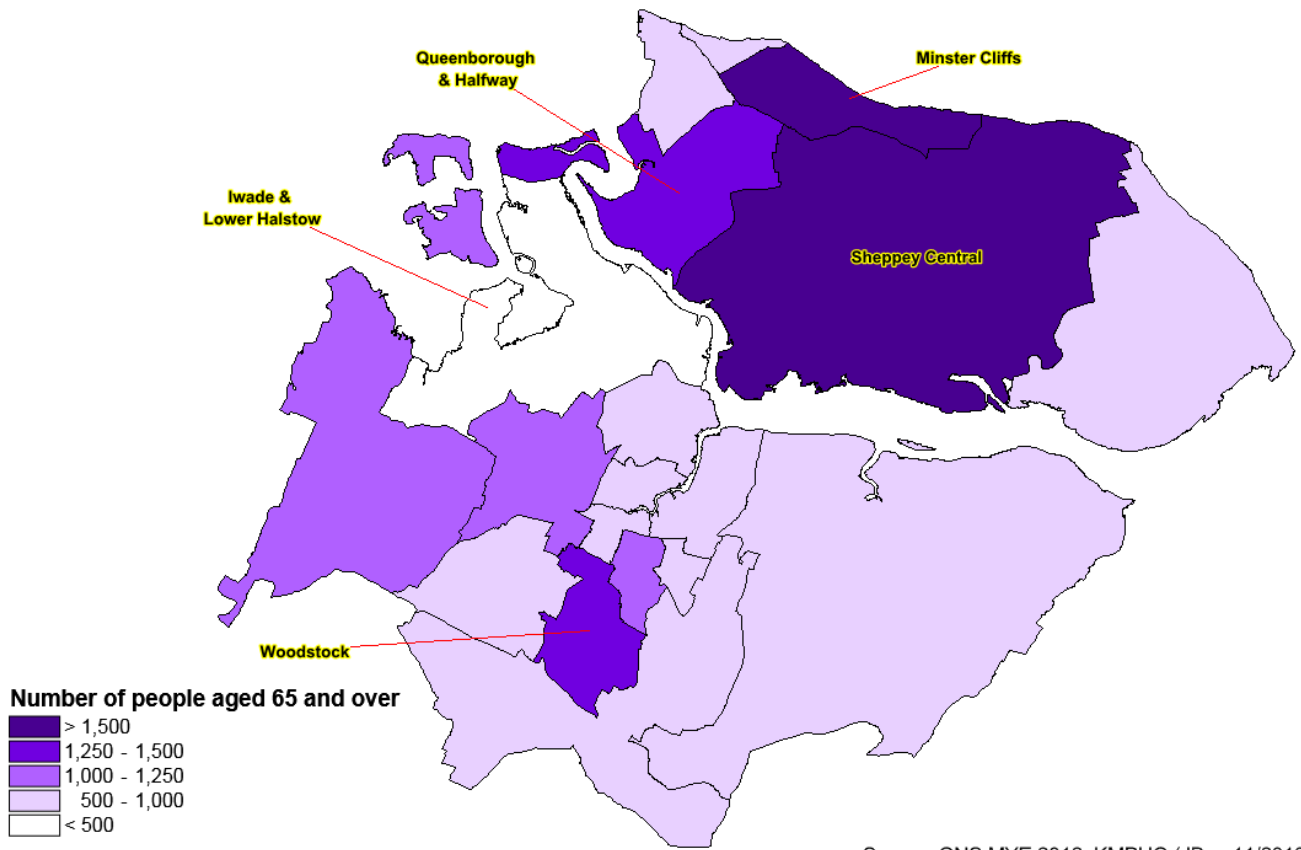 Queenborough
& Halfway
Minster Cliffs
Iwade &
Lower Halstow
Sheppey Central
Woodstock
Number of people aged 65 and over
> 1,500
1,250 - 1,500
1,000 - 1,250
500 - 1,000
< 500